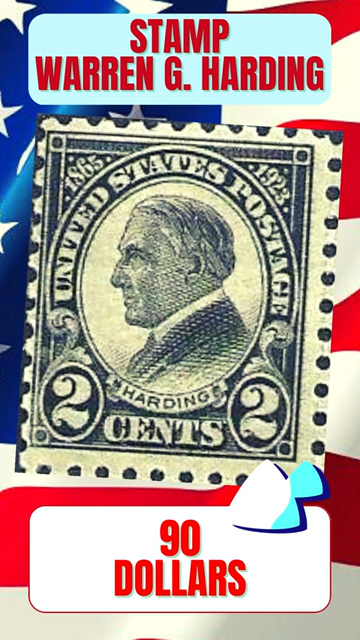 STAMP
WARREN G. HARDING
UNITED STATES POSTAGE
1865 1923
HARDING
2 CENTS 2
90
DOLLARS